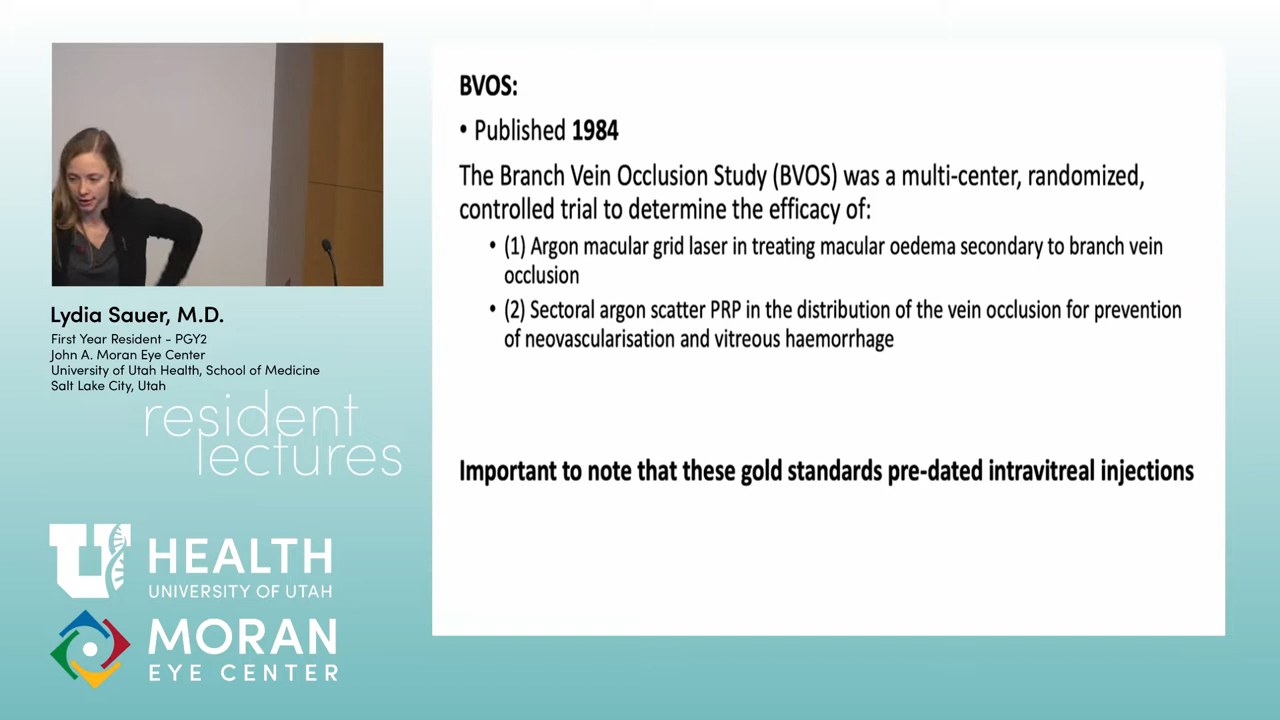 BVOS:
• Published 1984
The Branch Vein Occlusion Study (BVOS) was a multi-center, randomized,
controlled trial to determine the efficacy of:
• (1) Argon macular grid laser in treating macular oedema secondary to branch vein
occlusion
• (2) Sectoral argon scatter PRP in the distribution of the vein occlusion for prevention
of neovascularisation and vitreous haemorrhage
Important to note that these gold standards pre-dated intravitreal injections
Lydia Sauer, M.D.
First Year Resident - PGY2
John A. Moran Eye Center
University of Utah Health, School of Medicine
Salt Lake City, Utah
resident
lectures
U HEALTH
UNIVERSITY OF UTAH
MORAN
EYE CENTER